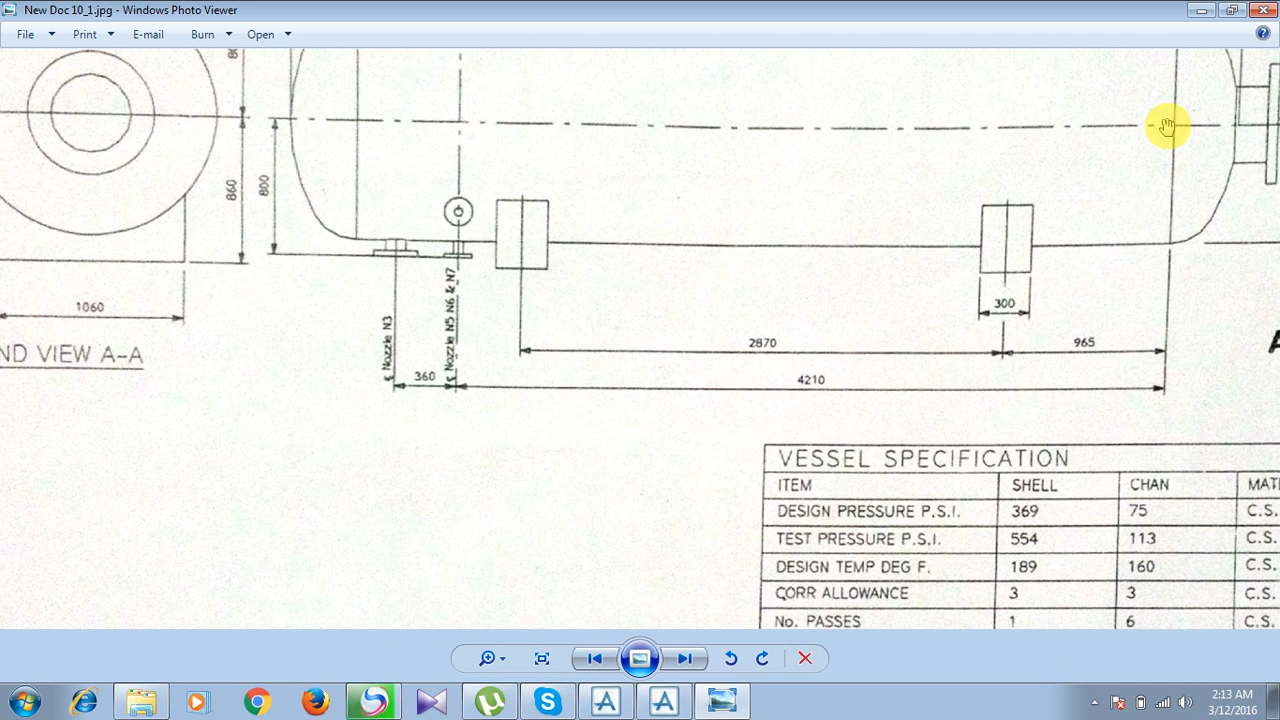 New Doc 10_1.jpg - Windows Photo Viewer
File Print E-mail Burn Open
860
800
1060
ND VIEW A-A
℄ Nozzle N3
℄ Nozzle N5 N6 & N7
300
2870
965
360
4210
VESSEL SPECIFICATION
ITEM SHELL CHAN
DESIGN PRESSURE P.S.I. 369 75 C.S.
TEST PRESSURE P.S.I. 554 113 C.S.
DESIGN TEMP DEG F. 189 160 C.S.
CORR ALLOWANCE 3 3 C.S.
No. PASSES 1 6 C.S.
2:13 AM
3/12/2016